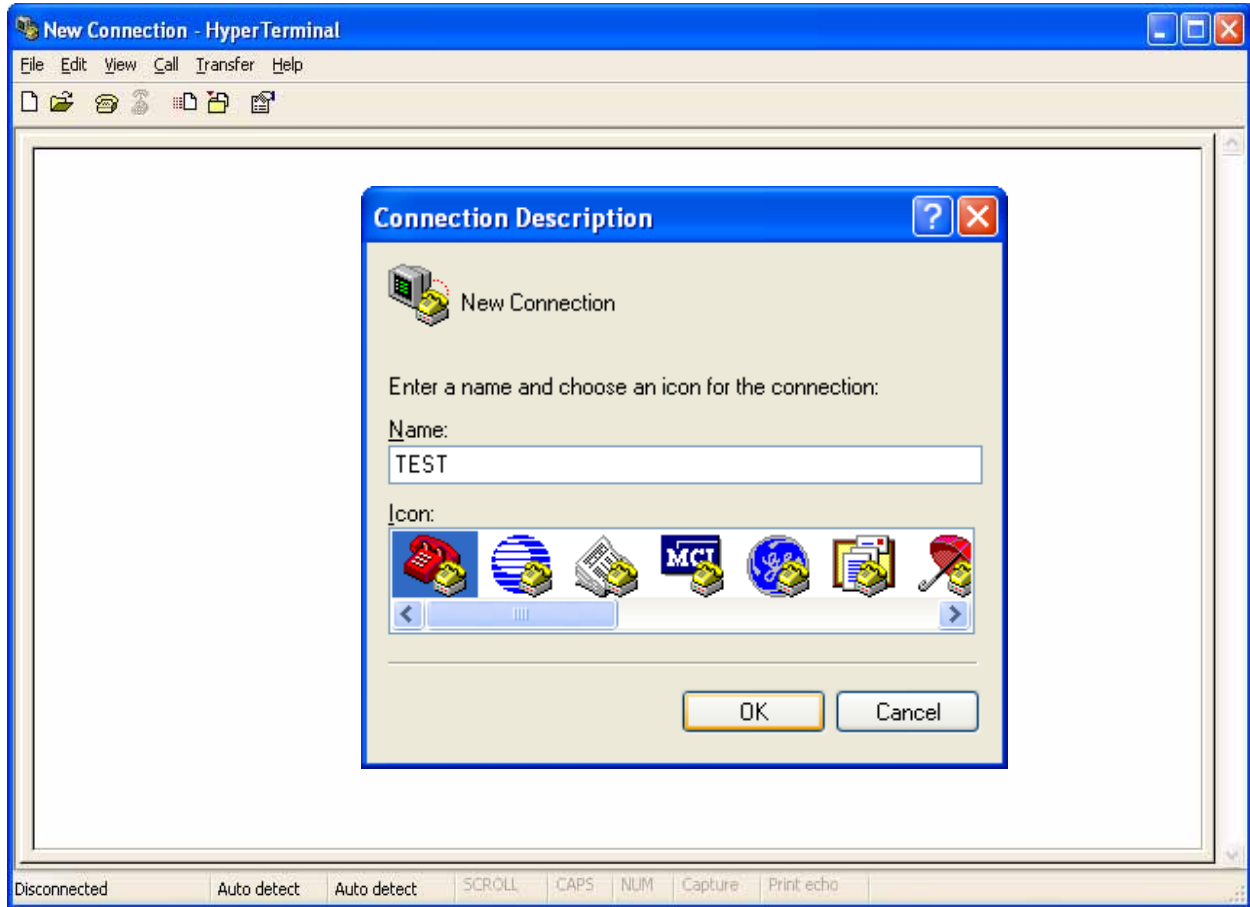 New Connection - HyperTerminal
File Edit View Call Transfer Help
Connection Description
New Connection
Enter a name and choose an icon for the connection:
Name:
TEST
Icon:
MCI
OK Cancel
Disconnected Auto detect Auto detect SCROLL CAPS NUM Capture Print echo